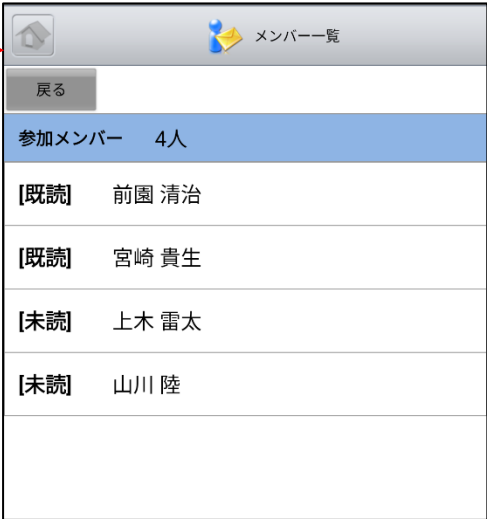 メンバー一覧
戻る
参加メンバー 4人
[既読] 前園 清治
[既読] 宮崎 貴生
[未読] 上木 雷太
[未読] 山川 陸